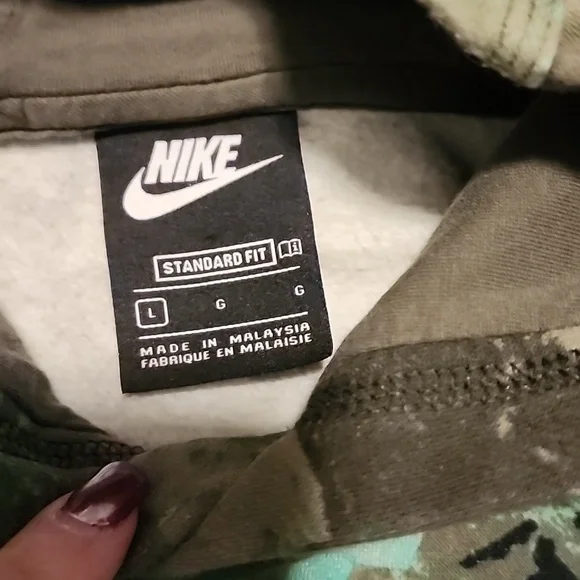 NIKE
STANDARD FIT
L G G
MADE IN MALAYSIA
FABRIQUE EN MALAISIE